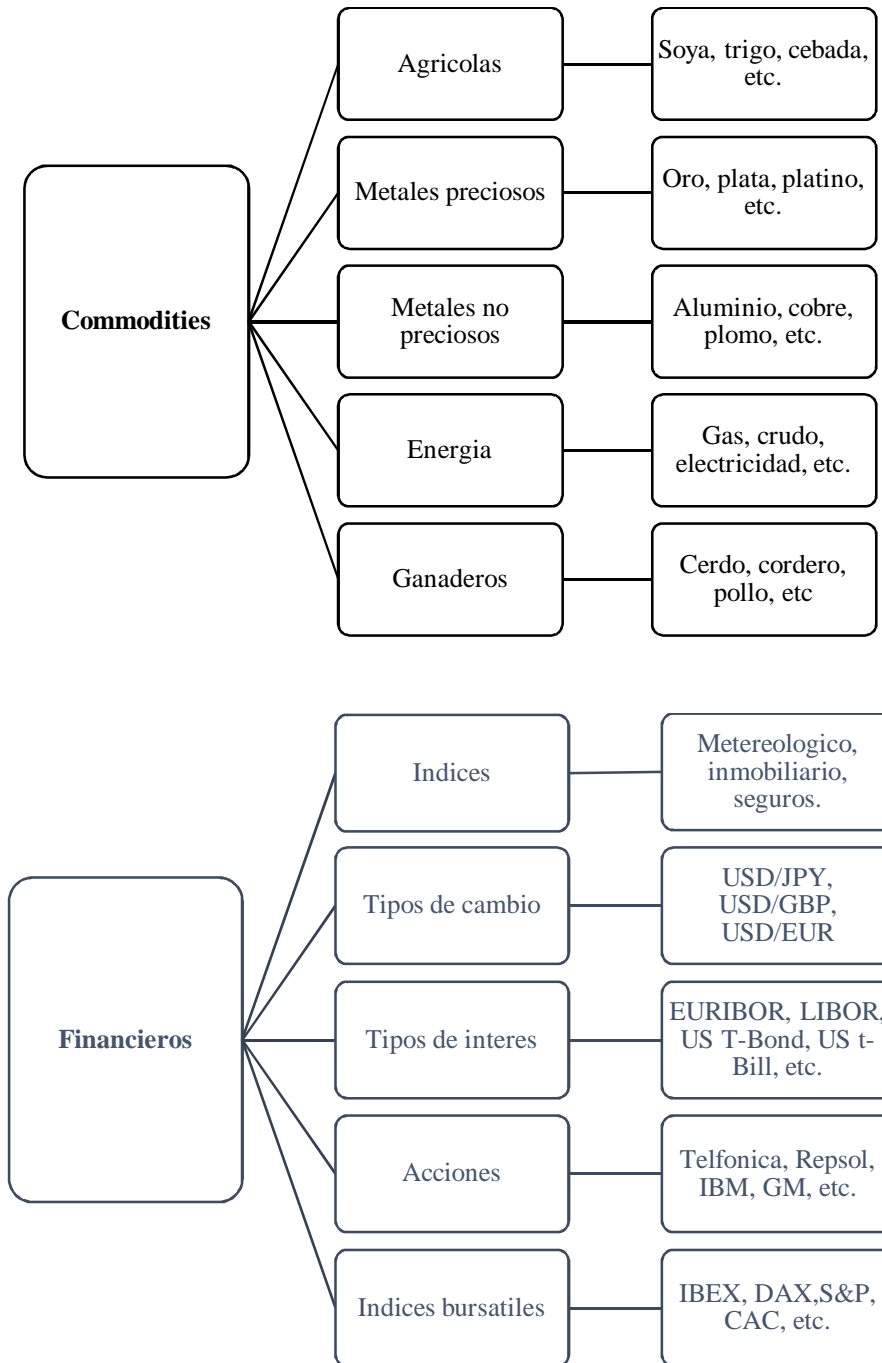 Commodities
Agricolas
Soya, trigo, cebada,
etc.
Metales preciosos
Oro, plata, platino,
etc.
Metales no
preciosos
Aluminio, cobre,
plomo, etc.
Energia
Gas, crudo,
electricidad, etc.
Ganaderos
Cerdo, cordero,
pollo, etc
Financieros
Indices
Metereologico,
inmobiliario,
seguros.
Tipos de cambio
USD/JPY,
USD/GBP,
USD/EUR
Tipos de interes
EURIBOR, LIBOR,
US T-Bond, US t-
Bill, etc.
Acciones
Telfonica, Repsol,
IBM, GM, etc.
Indices bursatiles
IBEX, DAX,S&P,
CAC, etc.